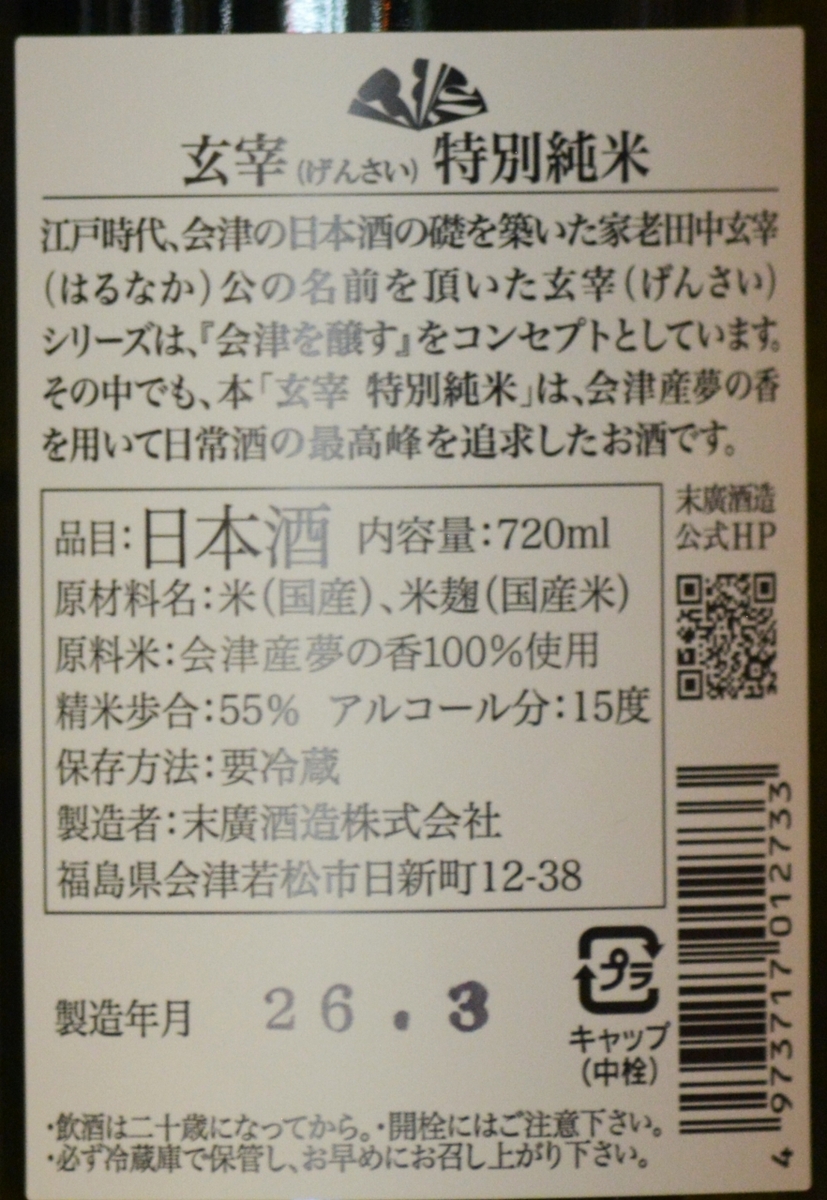 玄宰(げんさい)特別純米
江戸時代、会津の日本酒の礎を築いた家老田中玄宰
(はるなか)公の名前を頂いた玄宰(げんさい)
シリーズは、『会津を醸す』をコンセプトとしています。
その中でも、本「玄宰 特別純米」は、会津産夢の香
を用いて日常酒の最高峰を追求したお酒です。
品目:日本酒 内容量:720ml
原材料名:米(国産)、米麹(国産米)
原料米:会津産夢の香100%使用
精米歩合:55% アルコール分:15度
保存方法:要冷蔵
製造者:末廣酒造株式会社
福島県会津若松市日新町12-38
末廣酒造
公式HP
4 973717 012733
製造年月 26.3
プラ
キャップ
(中栓)
・飲酒は二十歳になってから。・開栓にはご注意下さい。
・必ず冷蔵庫で保管し、お早めにお召し上がり下さい。